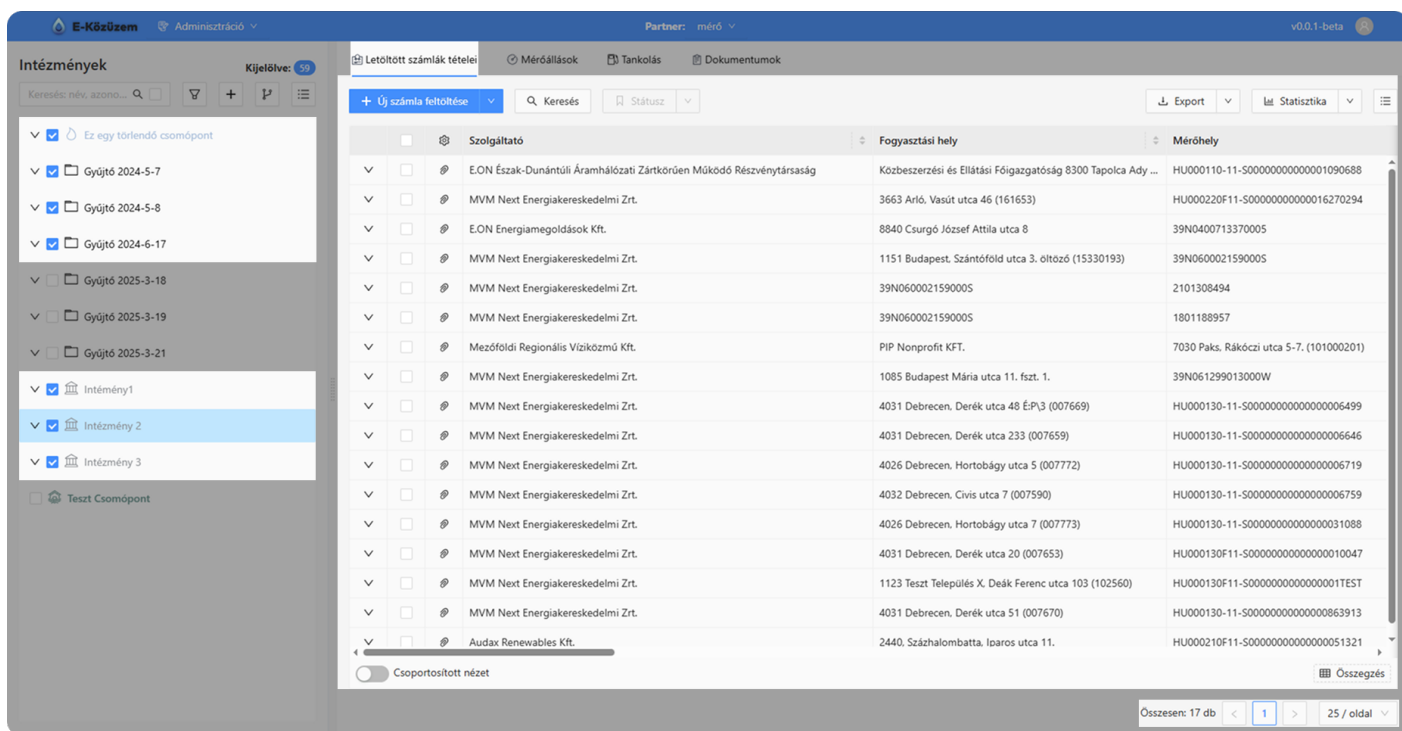 E-Közüzem Adminisztráció Partner: mérő v0.0.1-beta
Intézmények Kijelölve: 59
Keresés: név, azono...
Ez egy törlendő csomópont
Gyűjtő 2024-5-7
Gyűjtő 2024-5-8
Gyűjtő 2024-6-17
Gyűjtő 2025-3-18
Gyűjtő 2025-3-19
Gyűjtő 2025-3-21
Intémény1
Intézmény 2
Intézmény 3
Teszt Csomópont
Letöltött számlák tételei Mérőállások Tankolás Dokumentumok
+ Új számla feltöltése Keresés Státusz Export Statisztika
Szolgáltató Fogyasztási hely Mérőhely
E.ON Észak-Dunántúli Áramhálózati Zártkörűen Működő Részvénytársaság Közbeszerzési és Ellátási Főigazgatóság 8300 Tapolca Ady ... HU000110-11-S00000000000001090688
MVM Next Energiakereskedelmi Zrt. 3663 Arló, Vasút utca 46 (161653) HU000220F11-S00000000000016270294
E.ON Energiamegoldások Kft. 8840 Csurgó József Attila utca 8 39N0400713370005
MVM Next Energiakereskedelmi Zrt. 1151 Budapest, Szántóföld utca 3. öltöző (15330193) 39N060002159000S
MVM Next Energiakereskedelmi Zrt. 39N060002159000S 2101308494
MVM Next Energiakereskedelmi Zrt. 39N060002159000S 1801188957
Mezőföldi Regionális Víziközmű Kft. PIP Nonprofit KFT. 7030 Paks, Rákóczi utca 5-7. (101000201)
MVM Next Energiakereskedelmi Zrt. 1085 Budapest Mária utca 11. fszt. 1. 39N061299013000W
MVM Next Energiakereskedelmi Zrt. 4031 Debrecen, Derék utca 48 É:P\3 (007669) HU000130-11-S00000000000000006499
MVM Next Energiakereskedelmi Zrt. 4031 Debrecen, Derék utca 233 (007659) HU000130-11-S00000000000000006646
MVM Next Energiakereskedelmi Zrt. 4026 Debrecen, Hortobágy utca 5 (007772) HU000130-11-S00000000000000006719
MVM Next Energiakereskedelmi Zrt. 4032 Debrecen, Civis utca 7 (007590) HU000130-11-S00000000000000006759
MVM Next Energiakereskedelmi Zrt. 4026 Debrecen, Hortobágy utca 7 (007773) HU000130-11-S00000000000000031088
MVM Next Energiakereskedelmi Zrt. 4031 Debrecen, Derék utca 20 (007653) HU000130F11-S00000000000000010047
MVM Next Energiakereskedelmi Zrt. 1123 Teszt Település X, Deák Ferenc utca 103 (102560) HU000130F11-S0000000000000001TEST
MVM Next Energiakereskedelmi Zrt. 4031 Debrecen, Derék utca 51 (007670) HU000130-11-S00000000000000863913
Audax Renewables Kft. 2440, Százhalombatta, Iparos utca 11. HU000210F11-S00000000000000051321
Csoportosított nézet Összegzés
Összesen: 17 db < 1 > 25 / oldal